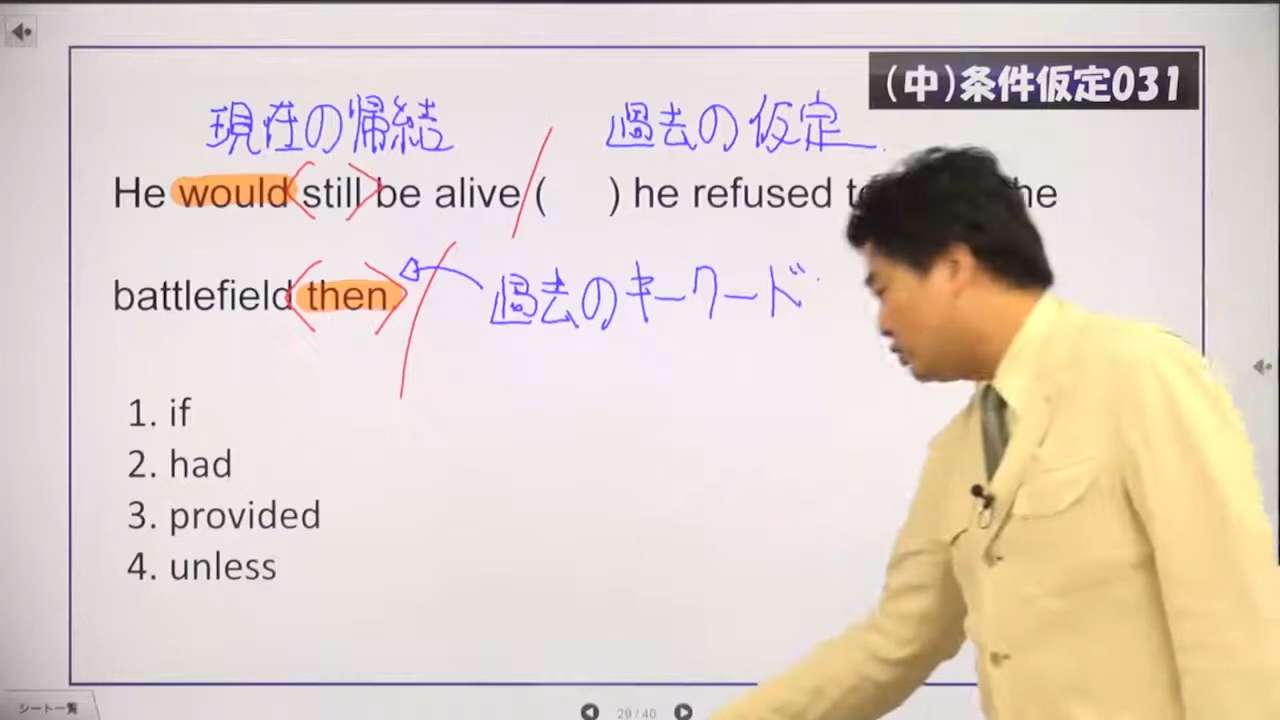 (中)条件仮定031
現在の帰結 過去の仮定
He would still be alive ( ) he refused he
battlefield then. 過去のキーワード
1. if
2. had
3. provided
4. unless
シート一覧
29 / 40